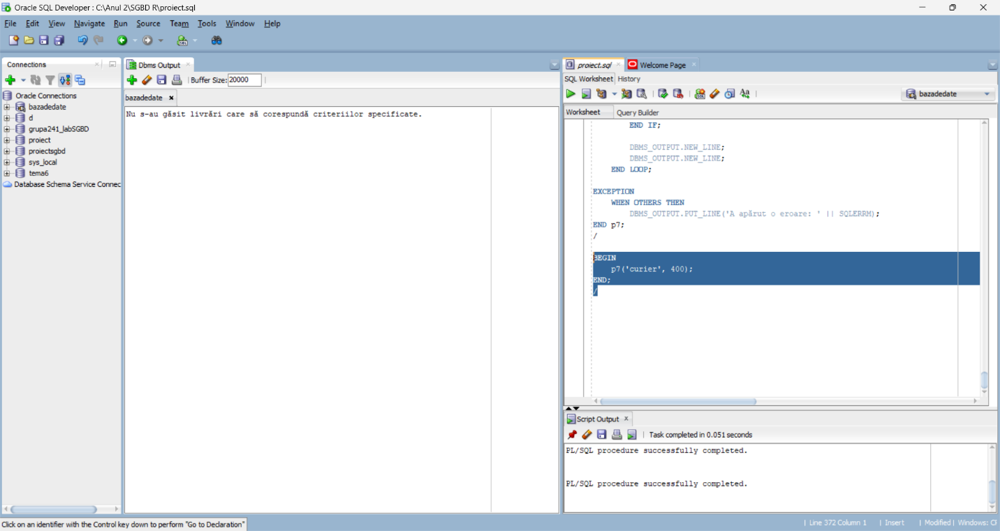 Oracle SQL Developer : C:\Anul 2\SGBD R\proiect.sql
File Edit View Navigate Run Source Team Tools Window Help
Connections
Oracle Connections
bazadedate
d
grupa241_labSGBD
proiect
proiectsgbd
sys_local
tema6
Database Schema Service Connec
Dbms Output
Buffer Size: 20000
bazadedate
Nu s-au găsit livrări care să corespundă criteriilor specificate.
proiect.sql Welcome Page
SQL Worksheet History
bazadedate
Worksheet Query Builder
END IF;
DBMS_OUTPUT.NEW_LINE;
DBMS_OUTPUT.NEW_LINE;
END LOOP;
EXCEPTION
WHEN OTHERS THEN
DBMS_OUTPUT.PUT_LINE('A apărut o eroare: ' || SQLERRM);
END p7;
/
BEGIN
p7('curier', 400);
END;
/
Script Output
Task completed in 0.051 seconds
PL/SQL procedure successfully completed.
PL/SQL procedure successfully completed.
Click on an identifier with the Control key down to perform "Go to Declaration"
| Line 372 Column 1 | Insert | Modified | Windows: CR